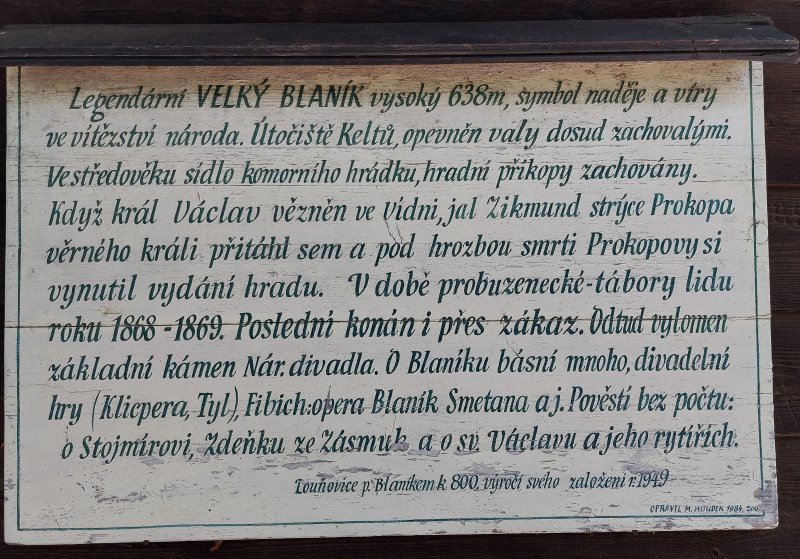 Legendární VELKÝ BLANÍK vysoký 638m, symbol naděje a víry
ve vítězství národa. Útočiště Keltů, opevněn valy dosud zachovalými.
Ve středověku sídlo komorního hrádku, hradní příkopy zachovány.
Když král Václav vězněn ve Vídni, jal Zikmund strýce Prokopa
věrného králi přitáhl sem a pod hrozbou smrti Prokopovy si
vynutil vydání hradu. V době probuzenecké-tábory lidu
roku 1868-1869. Poslední konán i přes zákaz. Odtud vylomen
základní kámen Nár. divadla. O Blaníku básní mnoho, divadelní
hry (Klicpera, Tyl), Fibich:opera Blaník Smetana a j. Pověstí bez počtu:
o Stojmírovi, Zdeňku ze Zásmuk a o sv. Václavu a jeho rytířích.
Louňovice p. Blaníkem k 800. výročí svého založení r. 1949
OPRAVIL M. HOUDEK 1984,